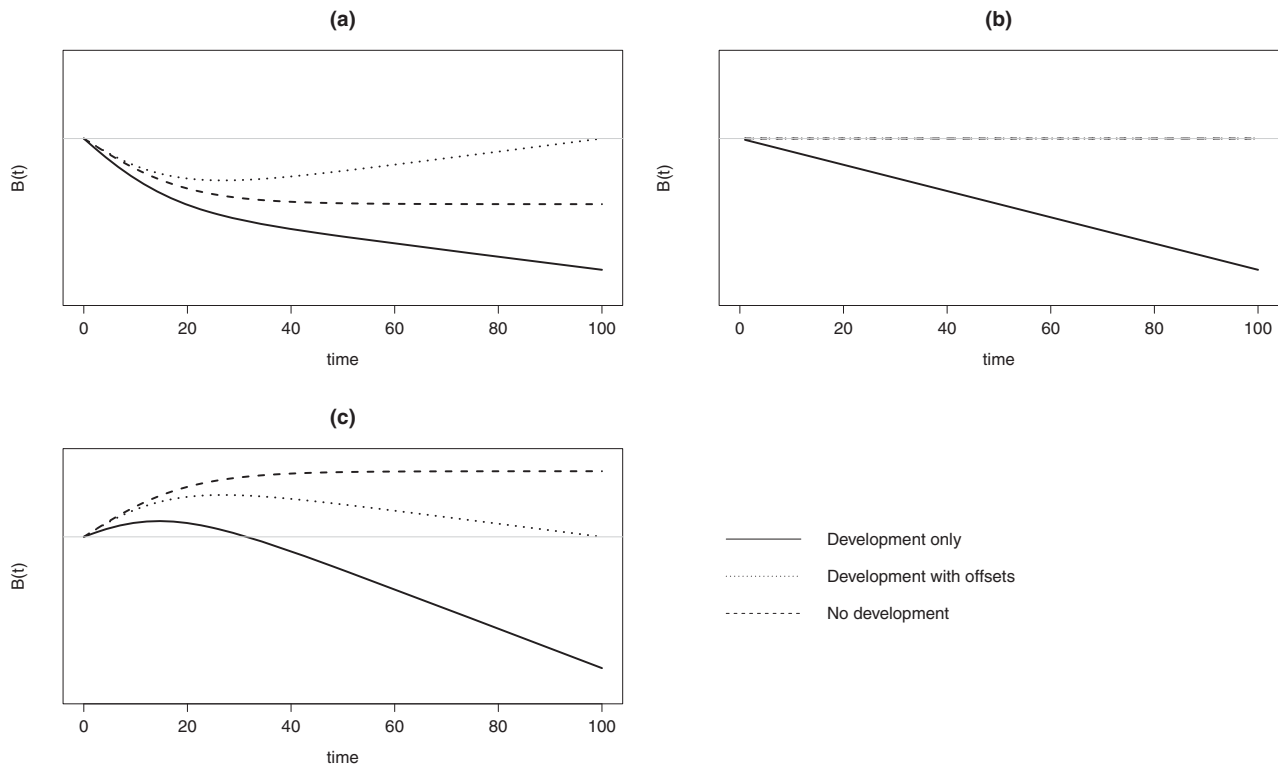 (a)
B(t)
0 20 40 60 80 100
time
(b)
B(t)
0 20 40 60 80 100
time
(c)
B(t)
0 20 40 60 80 100
time
Development only
Development with offsets
No development